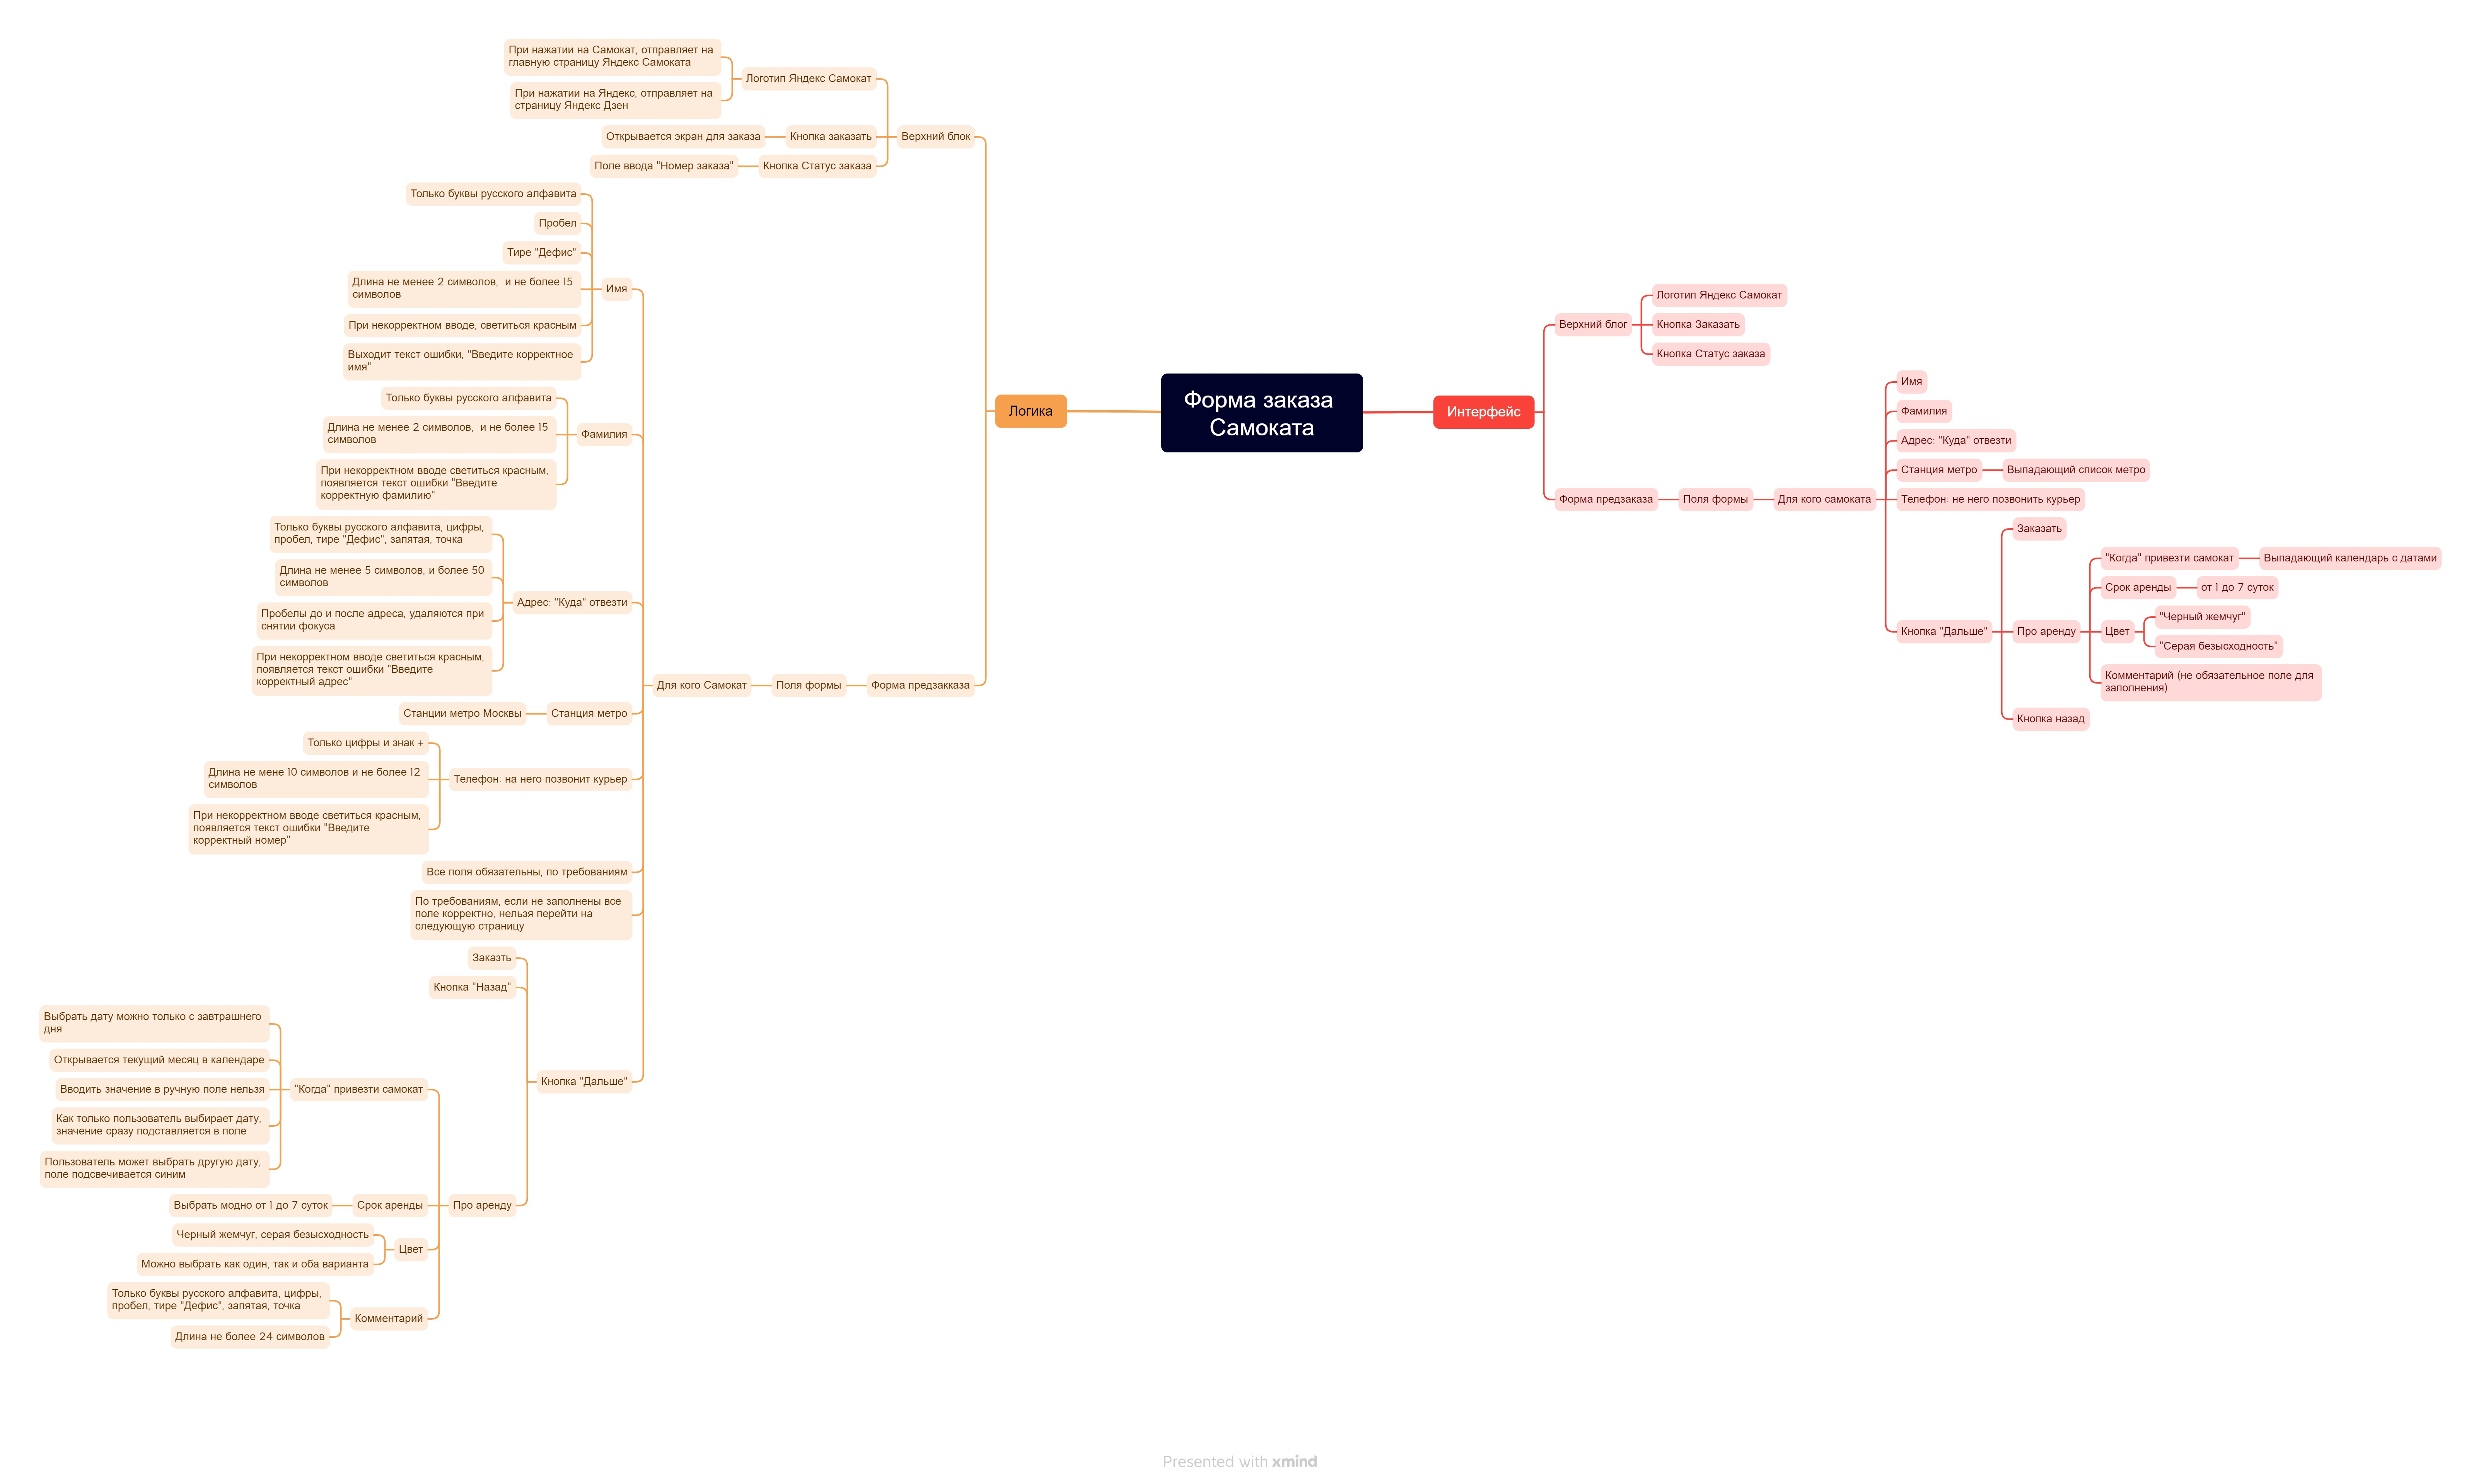 При нажатии на Самокат, отправляет на
главную страницу Яндекс Самоката
При нажатии на Яндекс, отправляет на
страницу Яндекс Дзен
Логотип Яндекс Самокат
Открывается экран для заказа
Кнопка заказать
Верхний блок
Поле ввода "Номер заказа"
Кнопка Статус заказа
Только буквы русского алфавита
Пробел
Тире "Дефис"
Длина не менее 2 символов,  и не более 15
символов
Имя
При некорректном вводе, светиться красным
Выходит текст ошибки, "Введите корректное
имя"
Только буквы русского алфавита
Длина не менее 2 символов,  и не более 15
символов
Фамилия
При некорректном вводе светиться красным,
появляется текст ошибки "Введите
корректную фамилию"
Только буквы русского алфавита, цифры,
пробел, тире "Дефис", запятая, точка
Длина не менее 5 символов, и более 50
символов
Пробелы до и после адреса, удаляются при
снятии фокуса
Адрес: "Куда" отвезти
При некорректном вводе светиться красным,
появляется текст ошибки "Введите
корректный адрес"
Для кого Самокат
Поля формы
Форма предзакказа
Станции метро Москвы
Станция метро
Только цифры и знак +
Длина не мене 10 символов и не более 12
символов
Телефон: на него позвонит курьер
При некорректном вводе светиться красным,
появляется текст ошибки "Введите
корректный номер"
Все поля обязательны, по требованиям
По требованиям, если не заполнены все
поле корректно, нельзя перейти на
следующую страницу
Заказть
Кнопка "Назад"
Выбрать дату можно только с завтрашнего
дня
Открывается текущий месяц в календаре
Вводить значение в ручную поле нельзя
"Когда" привезти самокат
Кнопка "Дальше"
Как только пользователь выбирает дату,
значение сразу подставляется в поле
Пользователь может выбрать другую дату,
поле подсвечивается синим
Выбрать модно от 1 до 7 суток
Срок аренды
Про аренду
Черный жемчуг, серая безысходность
Можно выбрать как один, так и оба варианта
Цвет
Только буквы русского алфавита, цифры,
пробел, тире "Дефис", запятая, точка
Длина не более 24 символов
Комментарий
Логика
Форма заказа
Самоката
Интерфейс
Верхний блог
Логотип Яндекс Самокат
Кнопка Заказать
Кнопка Статус заказа
Форма предзаказа
Поля формы
Для кого самоката
Имя
Фамилия
Адрес: "Куда" отвезти
Станция метро
Выпадающий список метро
Телефон: не него позвонить курьер
Кнопка "Дальше"
Заказать
Про аренду
"Когда" привезти самокат
Выпадающий календарь с датами
Срок аренды
от 1 до 7 суток
Цвет
"Черный жемчуг"
"Серая безысходность"
Комментарий (не обязательное поле для
заполнения)
Кнопка назад
Presented with xmind